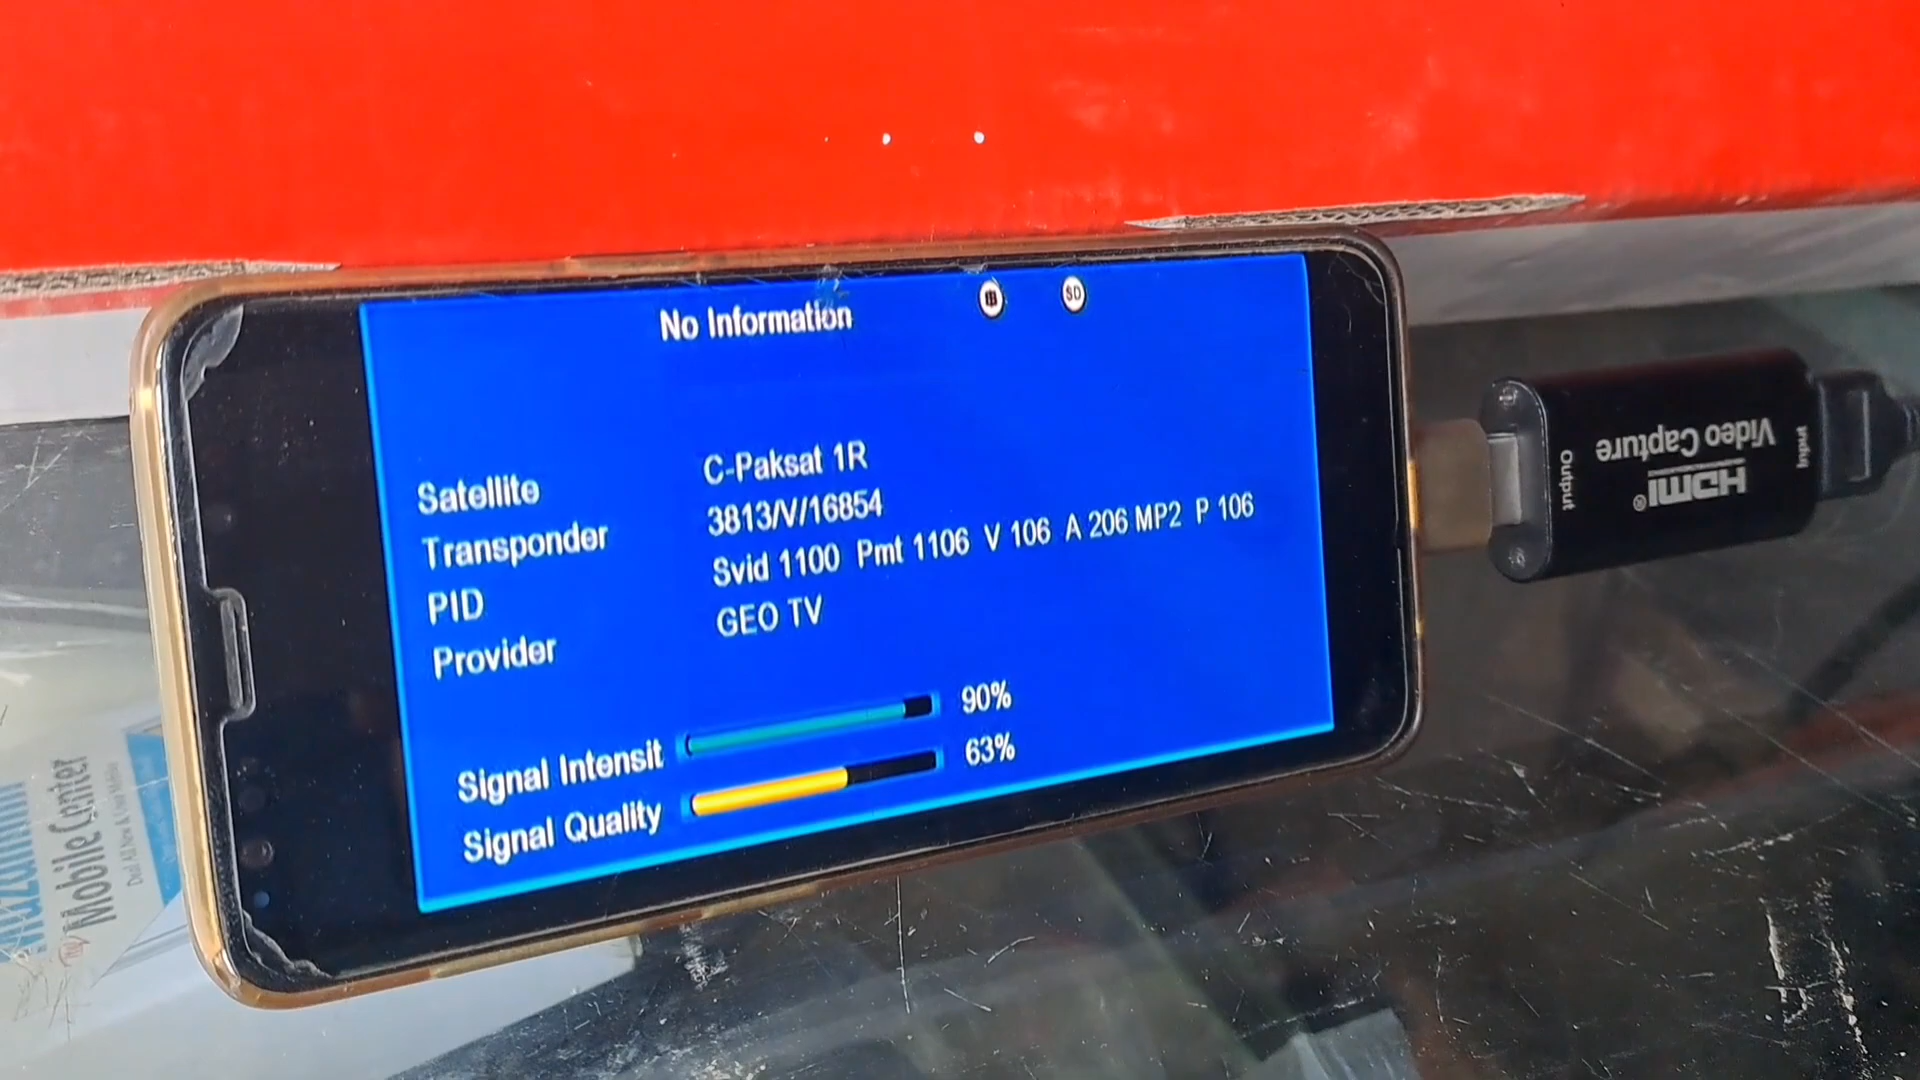 No Information
SD
Satellite C-Paksat 1R
Transponder 3813/V/16854
PID Svid 1100 Pmt 1106 V 106 A 206 MP2 P 106
Provider GEO TV
Signal Intensit 90%
Signal Quality 63%
Input
HDMI®
Video Capture
Output
Mobile Center